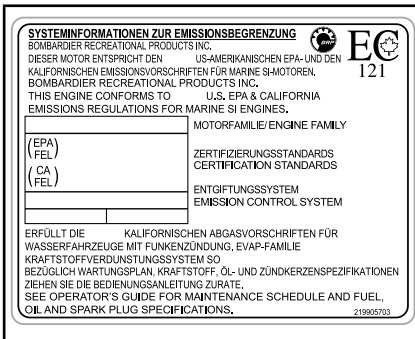 SYSTEMINFORMATIONEN ZUR EMISSIONSBEGRENZUNG
BRP
EC
121
BOMBARDIER RECREATIONAL PRODUCTS INC.
DIESER MOTOR ENTSPRICHT DEN US-AMERIKANISCHEN EPA- UND DEN
KALIFORNISCHEN EMISSIONSVORSCHRIFTEN FÜR MARINE SI-MOTOREN.
BOMBARDIER RECREATIONAL PRODUCTS INC.
THIS ENGINE CONFORMS TO U.S. EPA & CALIFORNIA
EMISSIONS REGULATIONS FOR MARINE SI ENGINES.
MOTORFAMILIE/ ENGINE FAMILY
(EPA FEL)
ZERTIFIZIERUNGSSTANDARDS
CERTIFICATION STANDARDS
(CA FEL)
ENTGIFTUNGSSYSTEM
EMISSION CONTROL SYSTEM
ERFÜLLT DIE KALIFORNISCHEN ABGASVORSCHRIFTEN FÜR
WASSERFAHRZEUGE MIT FUNKENZÜNDUNG, EVAP-FAMILIE
KRAFTSTOFFVERDUNSTUNGSSYSTEM SO
BEZÜGLICH WARTUNGSPLAN, KRAFTSTOFF, ÖL- UND ZÜNDKERZENSPEZIFIKATIONEN
ZIEHEN SIE DIE BEDIENUNGSANLEITUNG ZURATE.
SEE OPERATOR'S GUIDE FOR MAINTENANCE SCHEDULE AND FUEL,
OIL AND SPARK PLUG SPECIFICATIONS.
219905703